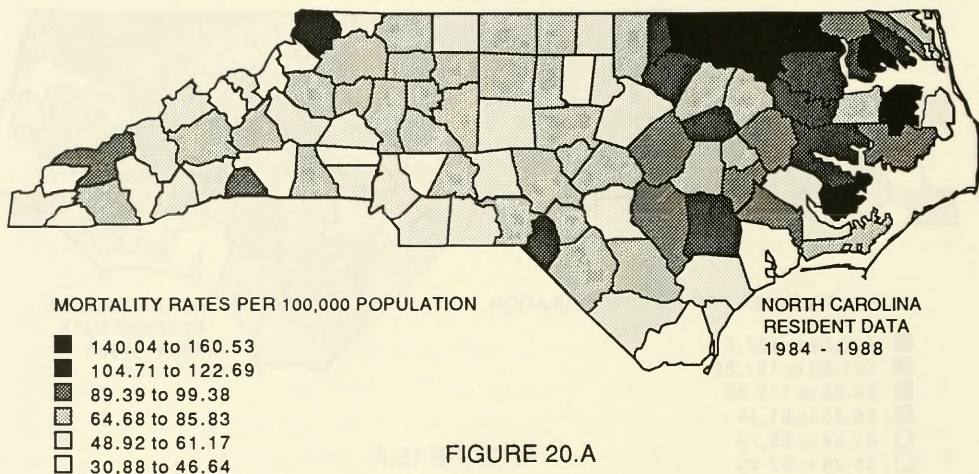 MORTALITY RATES PER 100,000 POPULATION
140.04 to 160.53
104.71 to 122.69
89.39 to 99.38
64.68 to 85.83
48.92 to 61.17
30.88 to 46.64
NORTH CAROLINA
RESIDENT DATA
1984 - 1988
FIGURE 20.A